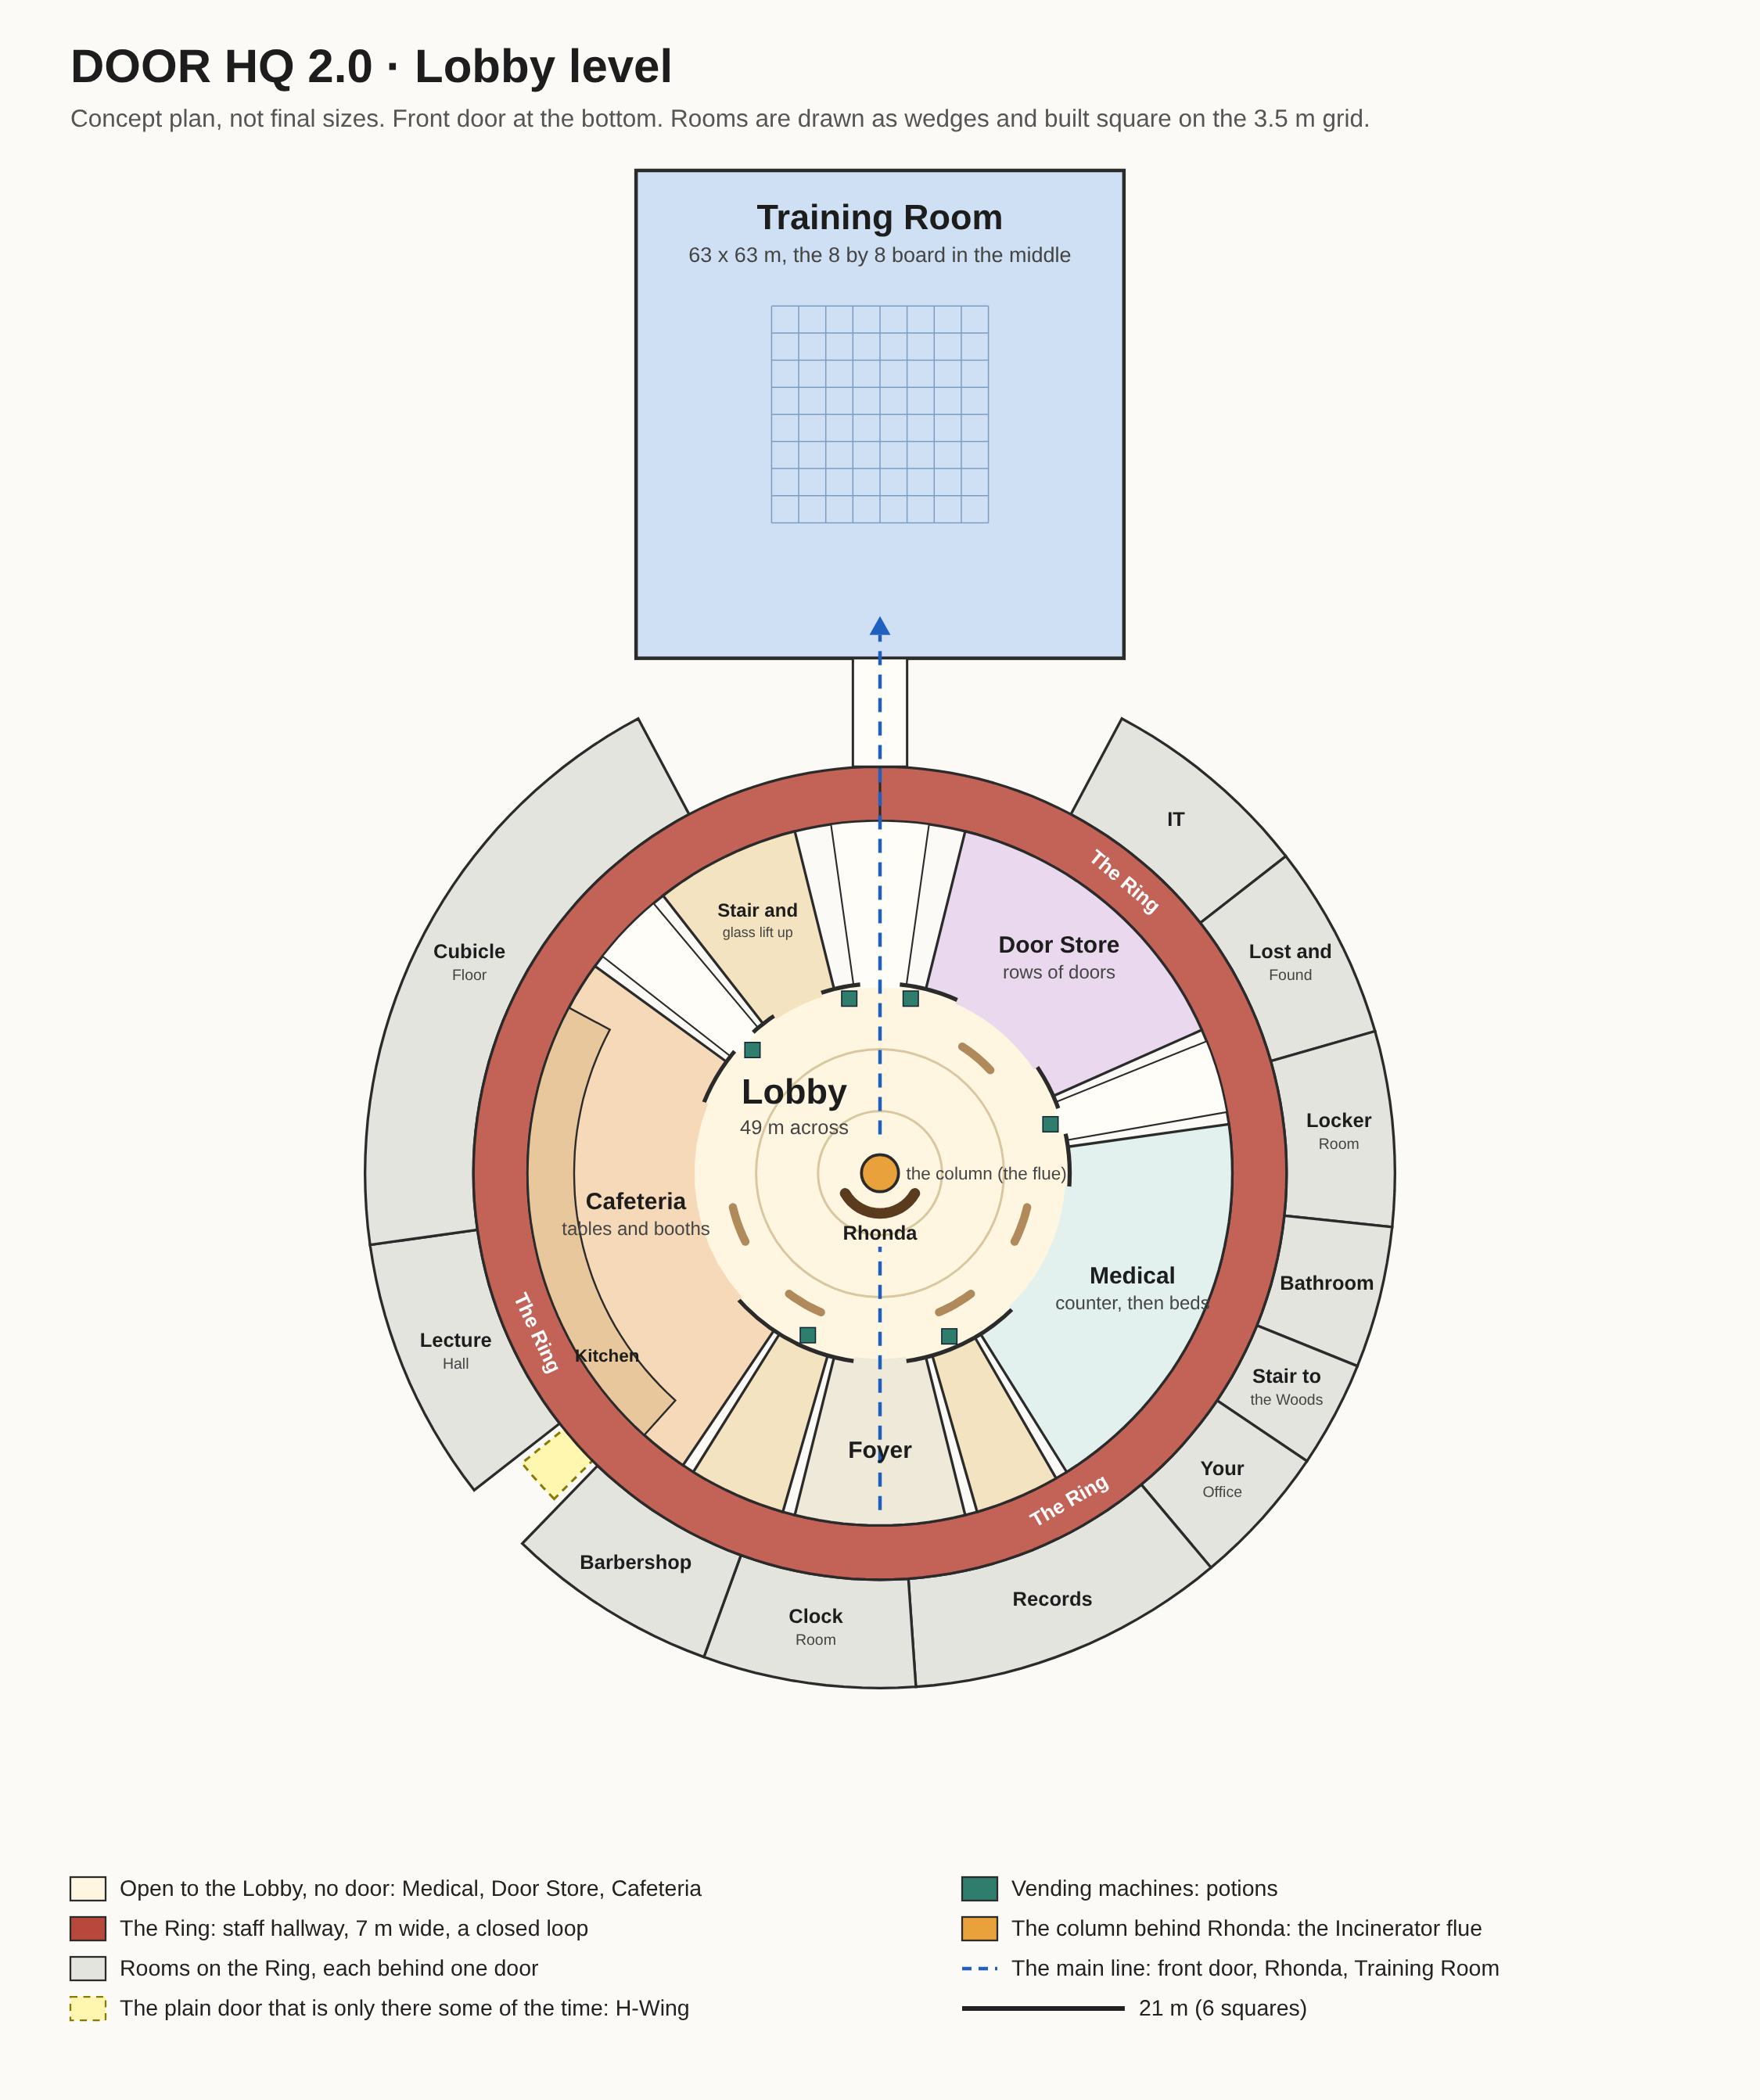 DOOR HQ 2.0 · Lobby level
Concept plan, not final sizes. Front door at the bottom. Rooms are drawn as wedges and built square on the 3.5 m grid.
Training Room
63 x 63 m, the 8 by 8 board in the middle
IT
The Ring
Stair and
glass lift up
Door Store
rows of doors
Cubicle
Floor
Lost and
Found
Lobby
49 m across
Locker
Room
the column (the flue)
Cafeteria
tables and booths
Rhonda
Medical
counter, then beds
Bathroom
Lecture
Hall
The Ring
Kitchen
Stair to
the Woods
Foyer
Your
Office
The Ring
Barbershop
Clock
Room
Records
Open to the Lobby, no door: Medical, Door Store, Cafeteria
The Ring: staff hallway, 7 m wide, a closed loop
Rooms on the Ring, each behind one door
The plain door that is only there some of the time: H-Wing
Vending machines: potions
The column behind Rhonda: the Incinerator flue
The main line: front door, Rhonda, Training Room
21 m (6 squares)